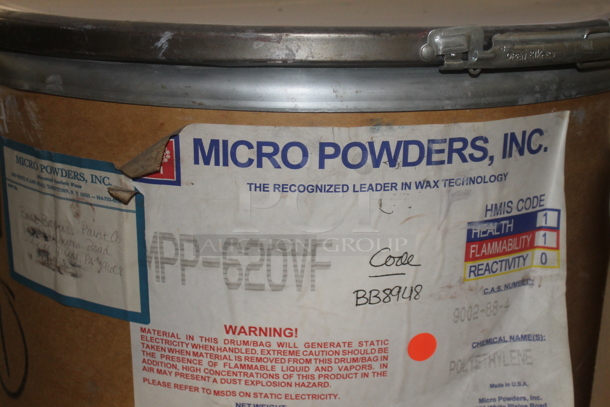 MICRO POWDERS, INC.
THE RECOGNIZED LEADER IN WAX TECHNOLOGY
MICRO POWDERS, INC.
HMIS CODE
HEALTH 1
FLAMMABILITY 1
REACTIVITY 0
MPP-620VF
AUCTION GROUP
Code
BB8948
C.A.S. NUMBER
9002-88-4
WARNING!
MATERIAL IN THIS DRUM/BAG WILL GENERATE STATIC
ELECTRICITY WHEN HANDLED. EXTREME CAUTION SHOULD BE
TAKEN WHEN MATERIAL IS REMOVED FROM THIS DRUM/BAG IN
THE PRESENCE OF FLAMMABLE LIQUID AND VAPORS. IN
ADDITION, HIGH CONCENTRATIONS OF THIS PRODUCT IN THE
AIR MAY PRESENT A DUST EXPLOSION HAZARD.
PLEASE REFER TO MSDS ON STATIC ELECTRICITY.
CHEMICAL NAME(S):
POLYETHYLENE
Made in U.S.A.
Micro Powders, Inc.
NET WEIGHT